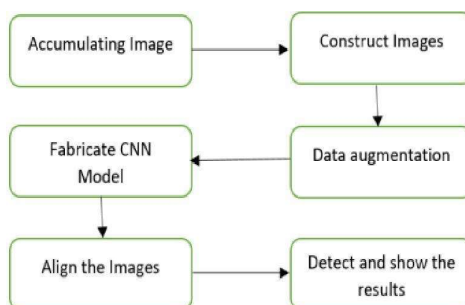 Accumulating Image
Construct Images
Data augmentation
Fabricate CNN
Model
Align the Images
Detect and show the
results